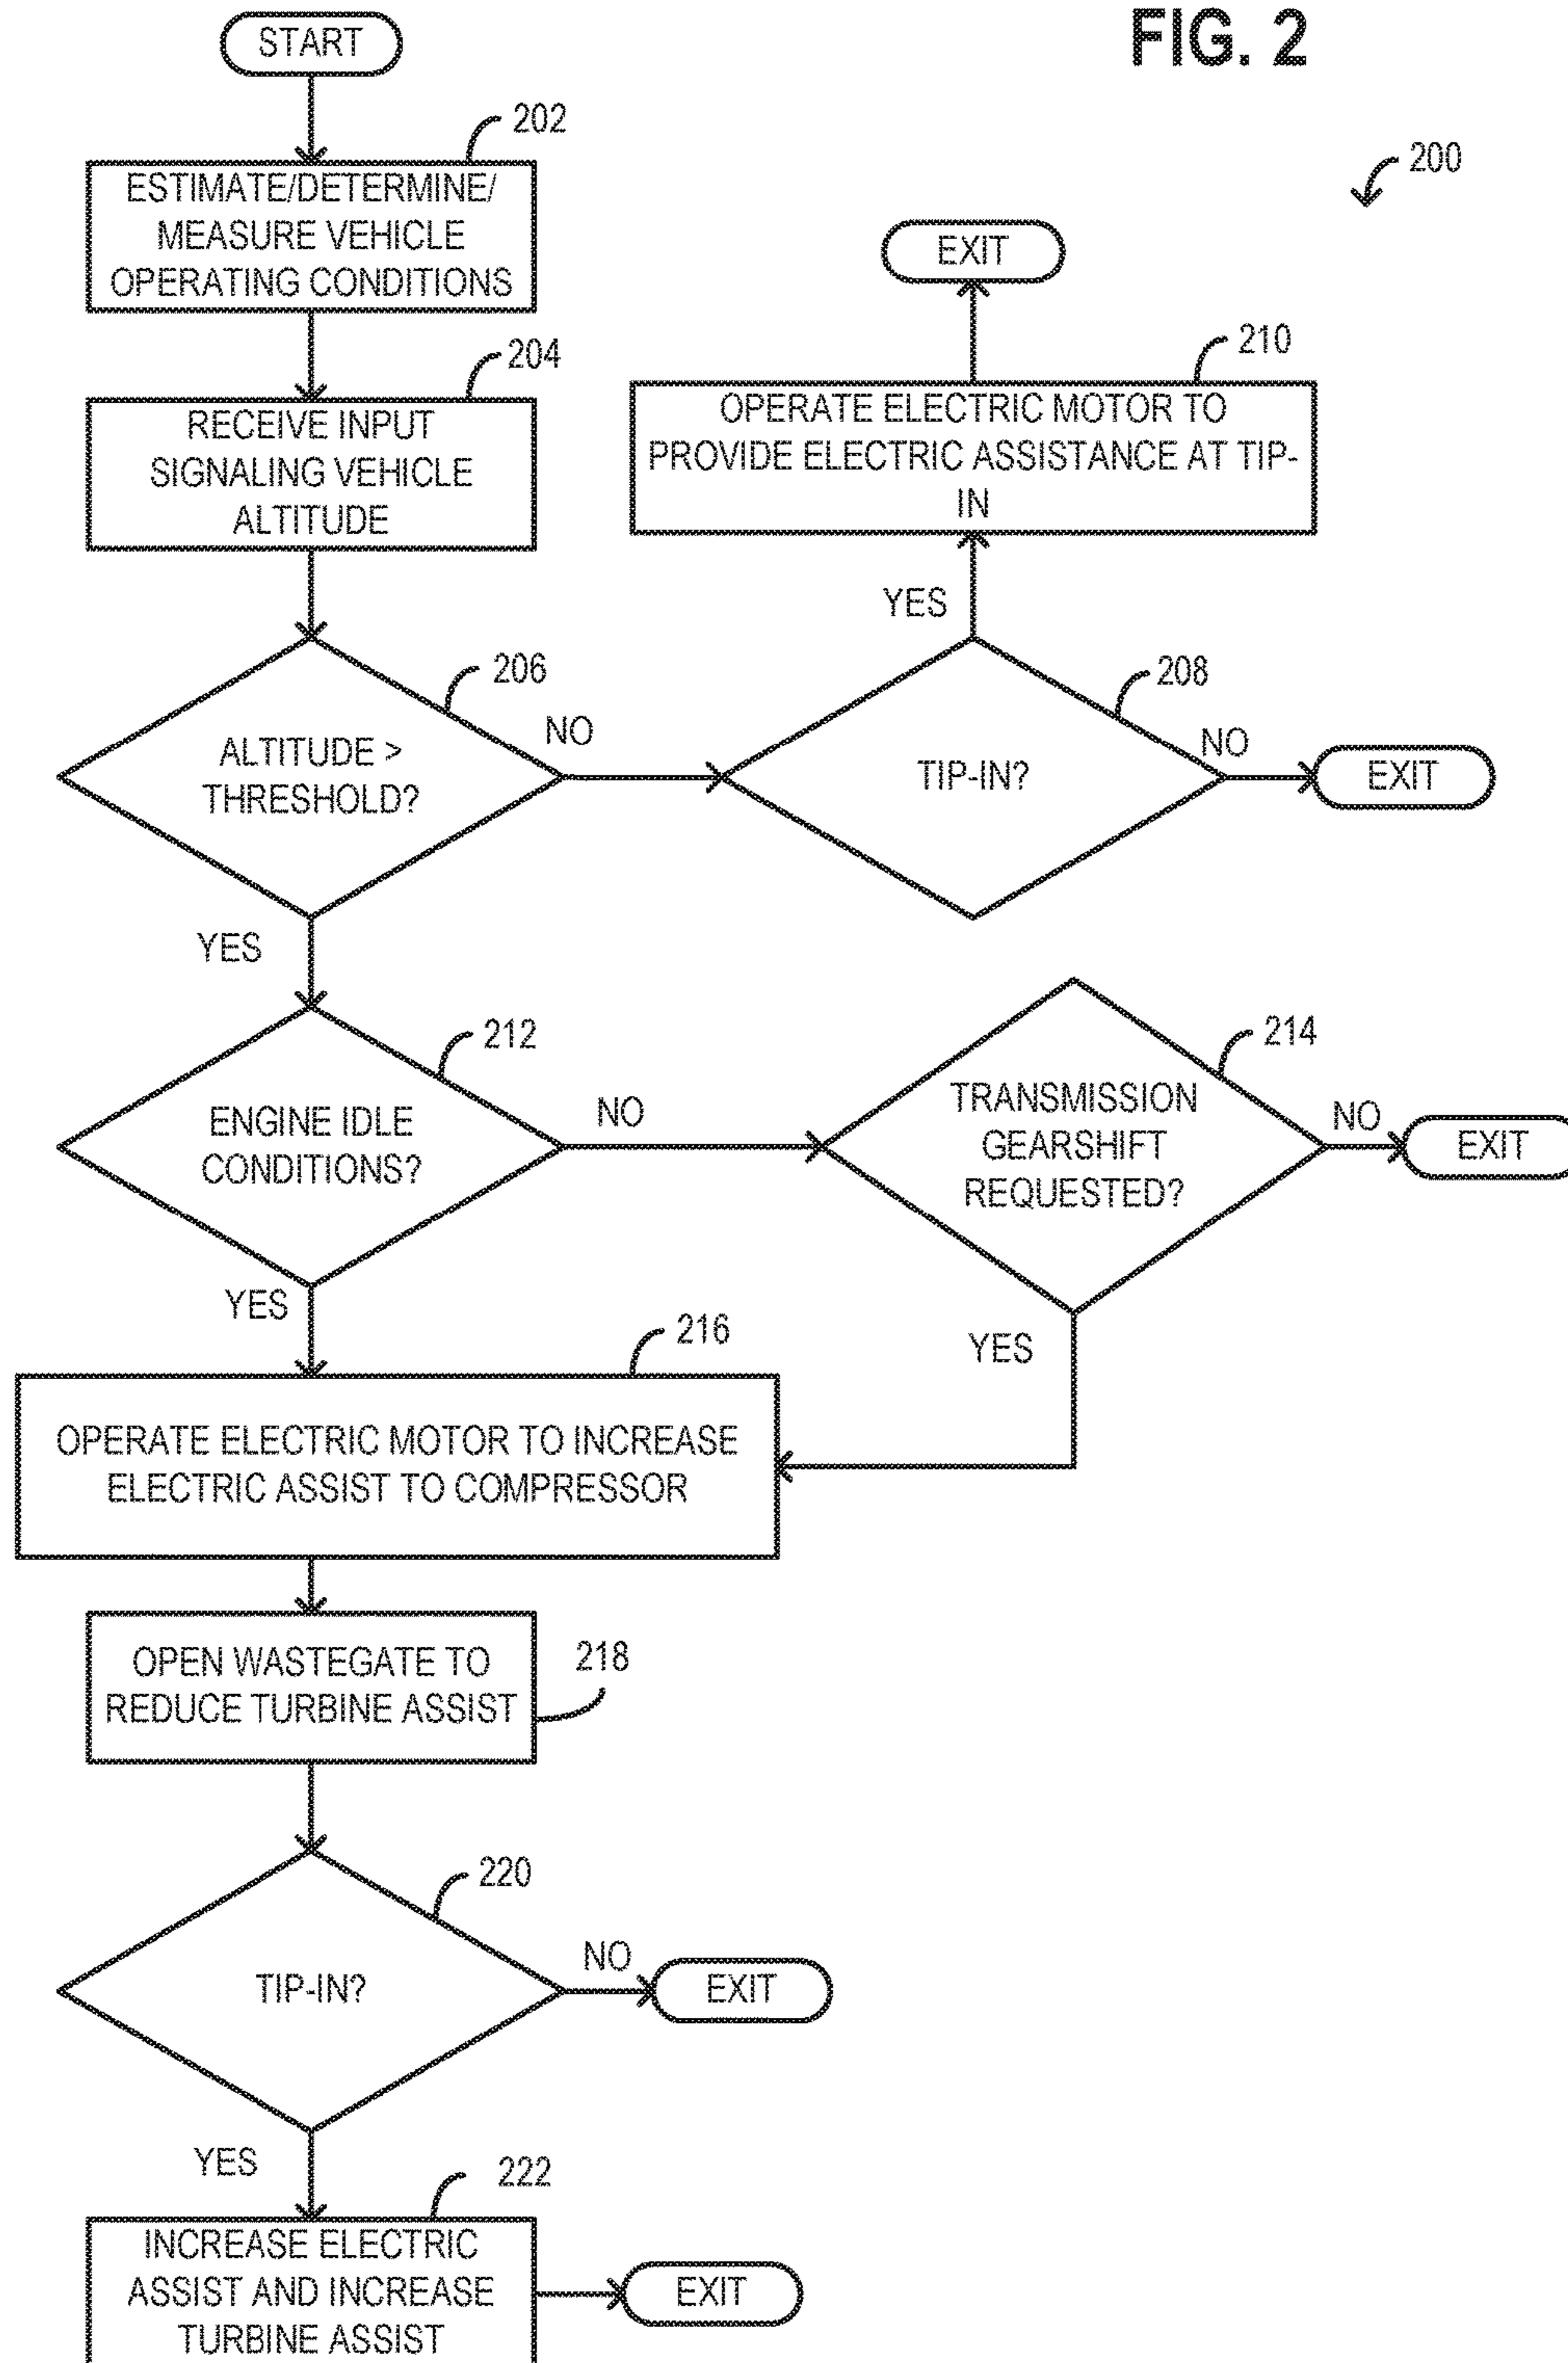 FIG. 2
START
202
200
ESTIMATE/DETERMINE/
MEASURE VEHICLE
OPERATING CONDITIONS
EXIT
204
210
RECEIVE INPUT
SIGNALING VEHICLE
ALTITUDE
OPERATE ELECTRIC MOTOR TO
PROVIDE ELECTRIC ASSISTANCE AT TIP-
IN
YES
206
208
ALTITUDE >
THRESHOLD?
NO
TIP-IN?
NO
EXIT
YES
212
214
ENGINE IDLE
CONDITIONS?
NO
TRANSMISSION
GEARSHIFT
REQUESTED?
NO
EXIT
YES
YES
216
OPERATE ELECTRIC MOTOR TO INCREASE
ELECTRIC ASSIST TO COMPRESSOR
218
OPEN WASTEGATE TO
REDUCE TURBINE ASSIST
220
TIP-IN?
NO
EXIT
YES
222
INCREASE ELECTRIC
ASSIST AND INCREASE
TURBINE ASSIST
EXIT